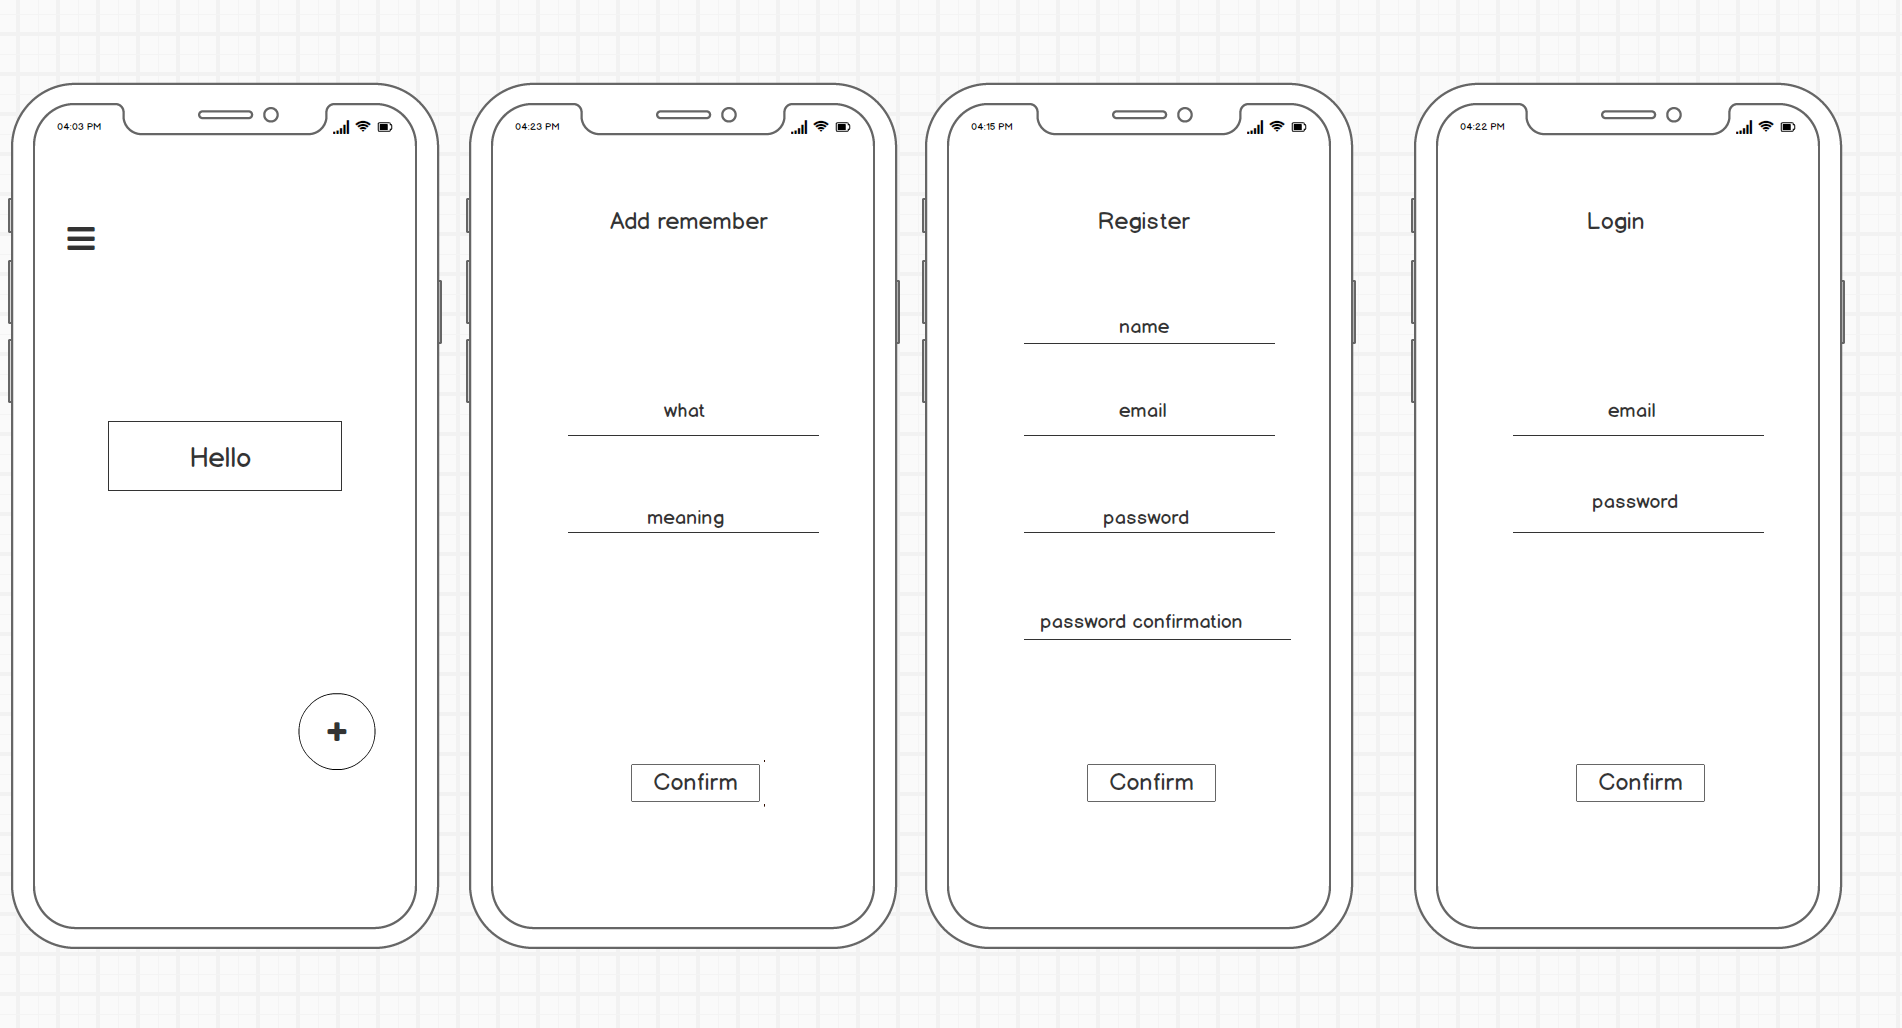 04:03 PM
Hello
04:23 PM
Add remember
what
meaning
Confirm
04:15 PM
Register
name
email
password
password confirmation
Confirm
04:22 PM
Login
email
password
Confirm